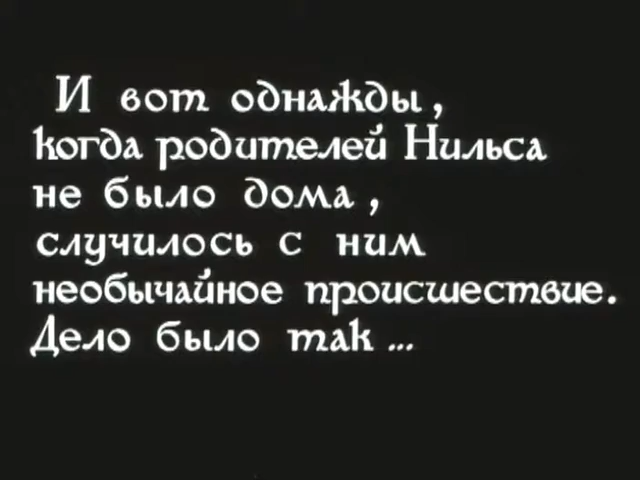 И вот однажды,
когда родителей Нильса
не было дома,
случилось с ним
необычайное происшествие.
Дело было так...